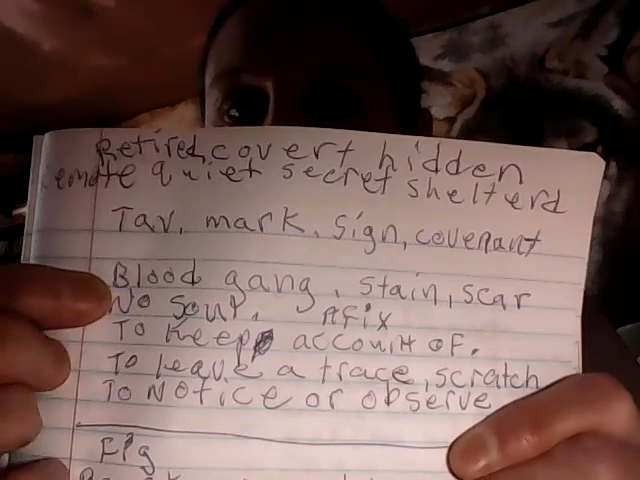 Retired, covert hidden
emote quiet secret shelterd
Tav, mark, sign, covenant
Blood gang, stain, scar
No soul, Afix
To keep account of.
To leave a trace, scratch
To Notice or observe
Fig